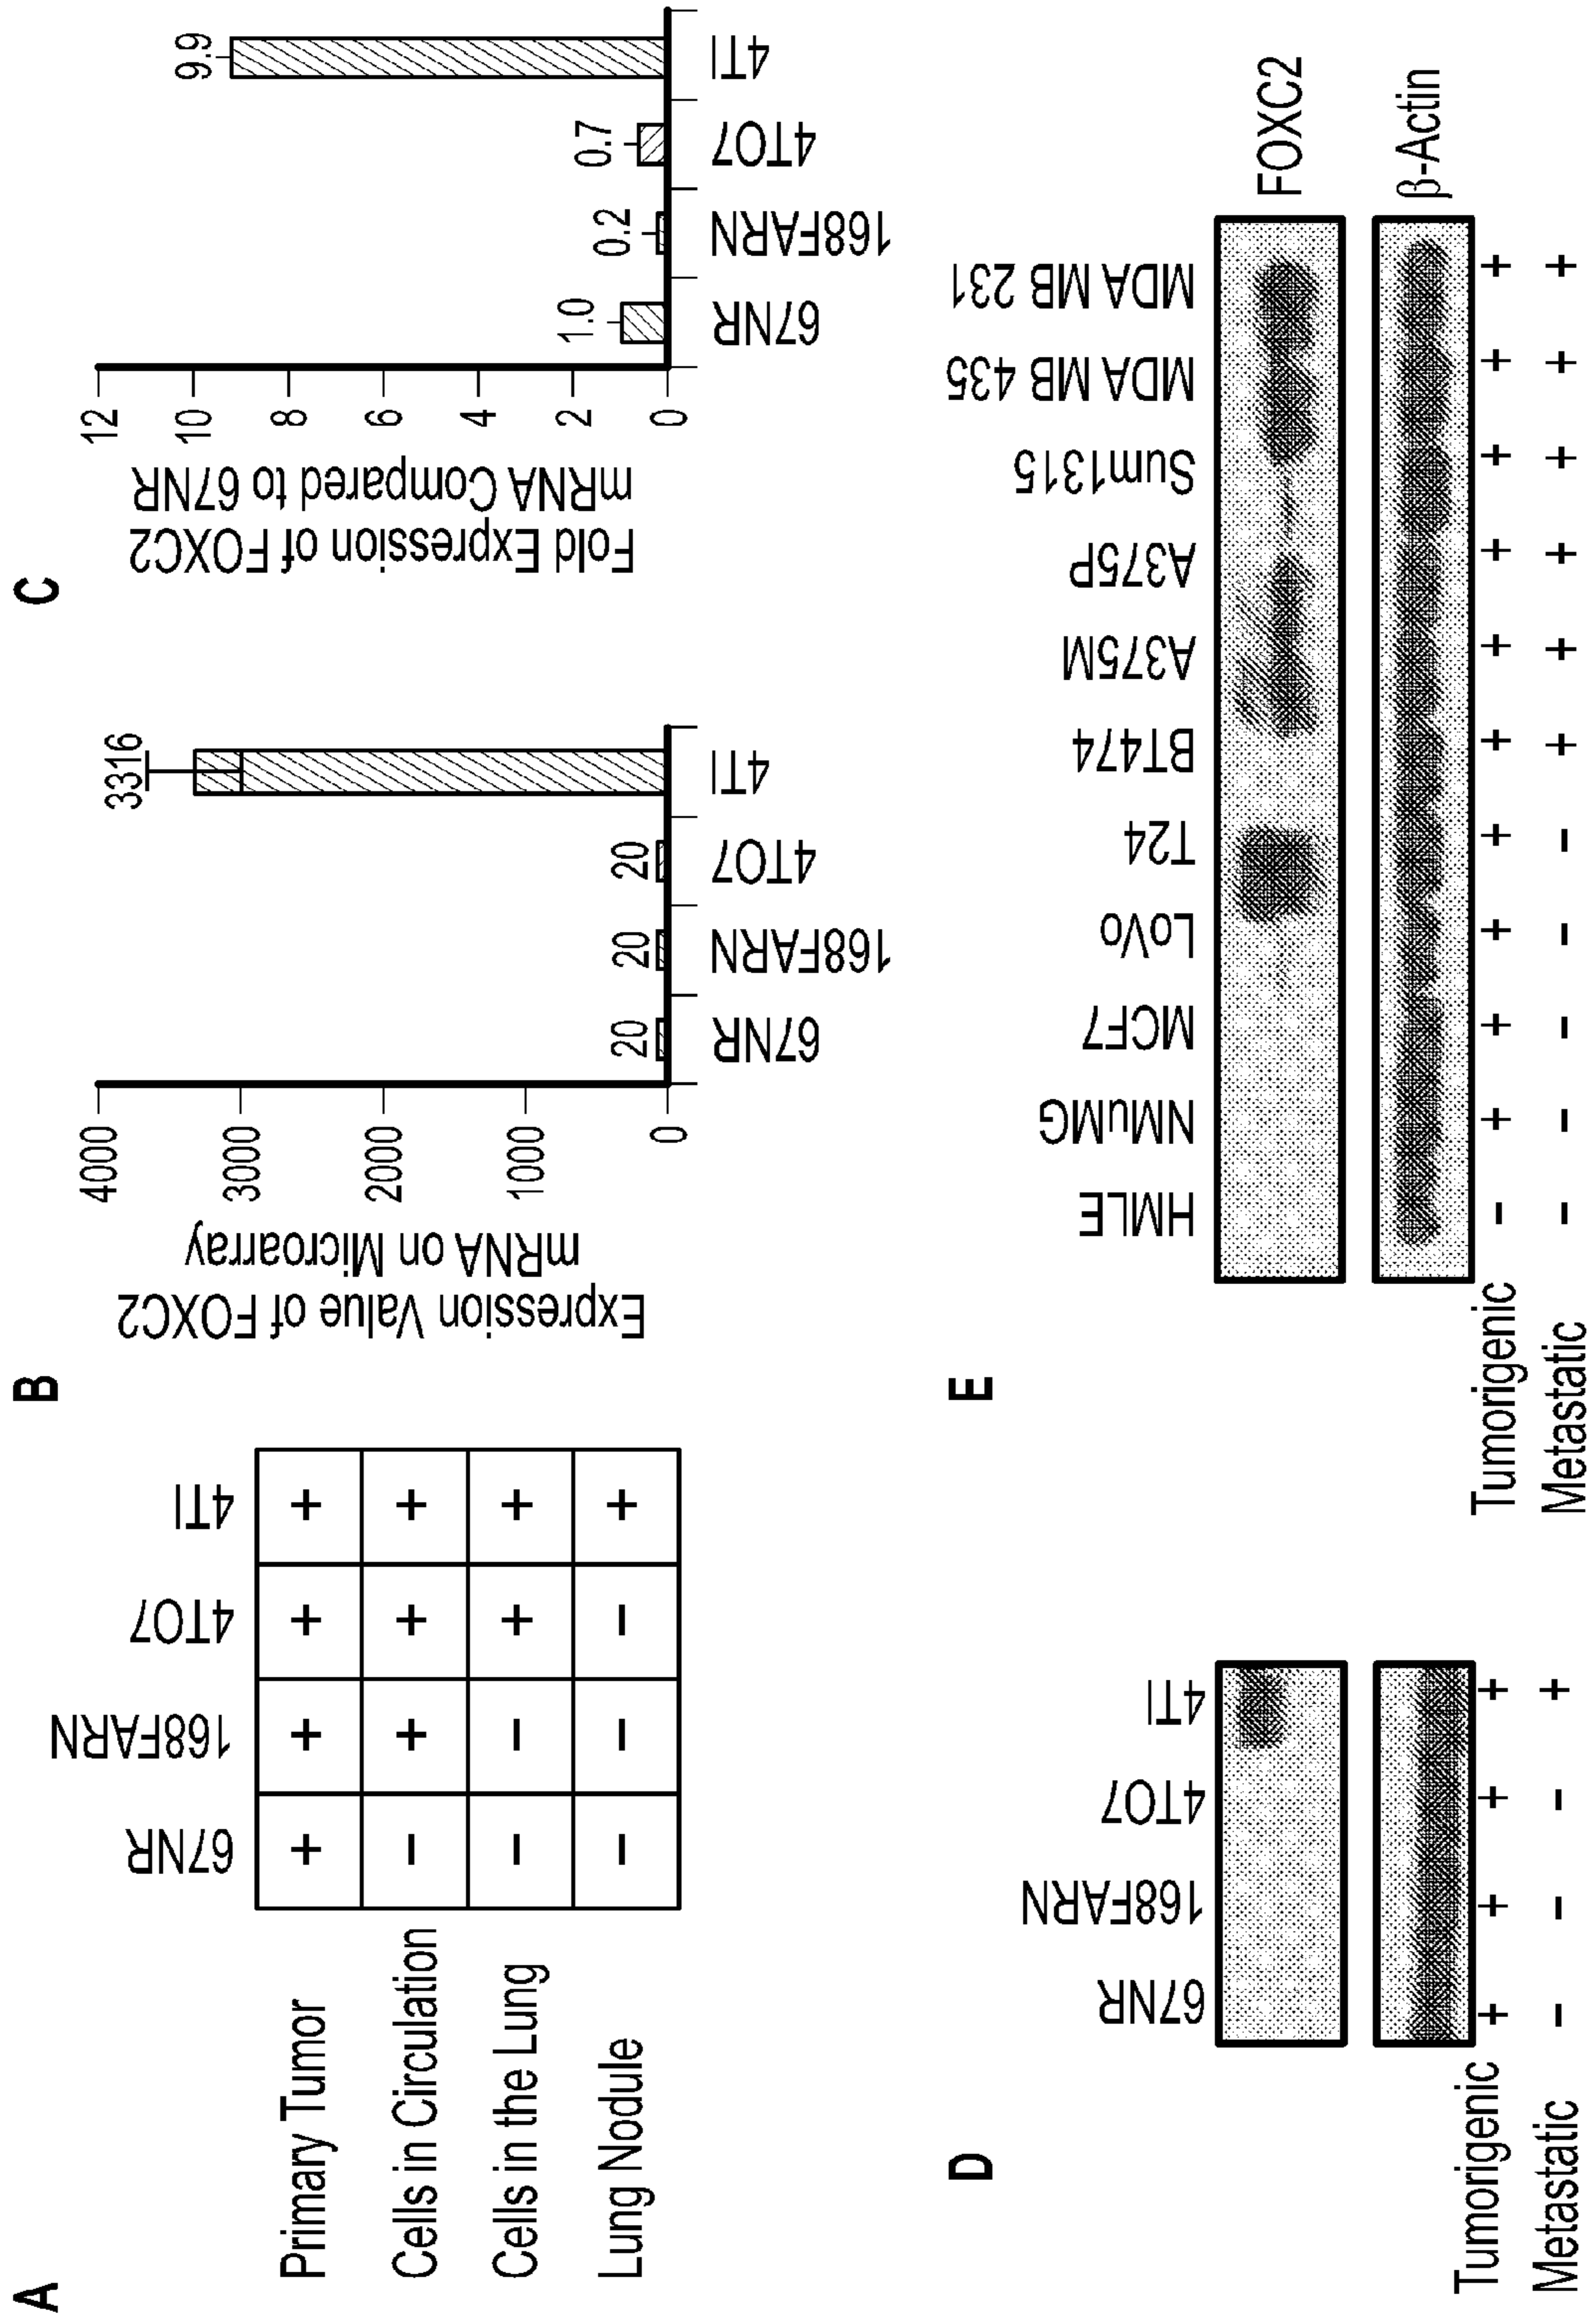 A
67NR 168FARN 4TO7 4TI
Primary Tumor + + + +
Cells in Circulation − + + +
Cells in the Lung − − + +
Lung Nodule − − − +
B
Expression Value of FOXC2
mRNA on Microarray
4000
3000
2000
1000
0
20 20 20 3316
67NR 168FARN 4TO7 4TI
C
Fold Expression of FOXC2
mRNA Compared to 67NR
12
10
8
6
4
2
0
1.0 0.2 0.7 9.9
67NR 168FARN 4TO7 4TI
D
67NR 168FARN 4TO7 4TI
Tumorigenic + + + +
Metastatic − − − +
E
HMLE NMuMG MCF7 LoVo T24 BT474 A375M A375P Sum1315 MDA MB 435 MDA MB 231
FOXC2
β-Actin
Tumorigenic − + + + + + + + + + +
Metastatic − − − − − + + + + + +